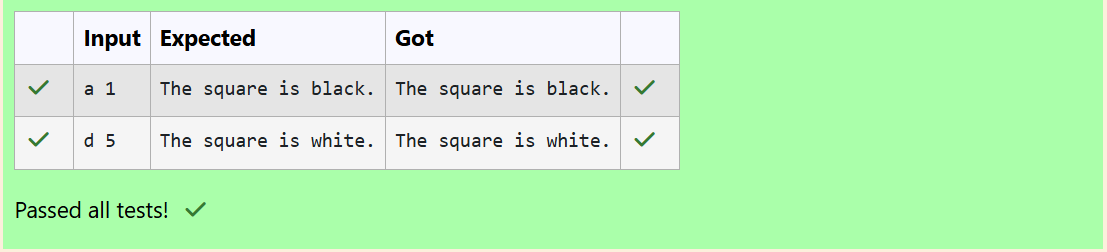 Input Expected Got
a 1 The square is black. The square is black.
d 5 The square is white. The square is white.
Passed all tests!